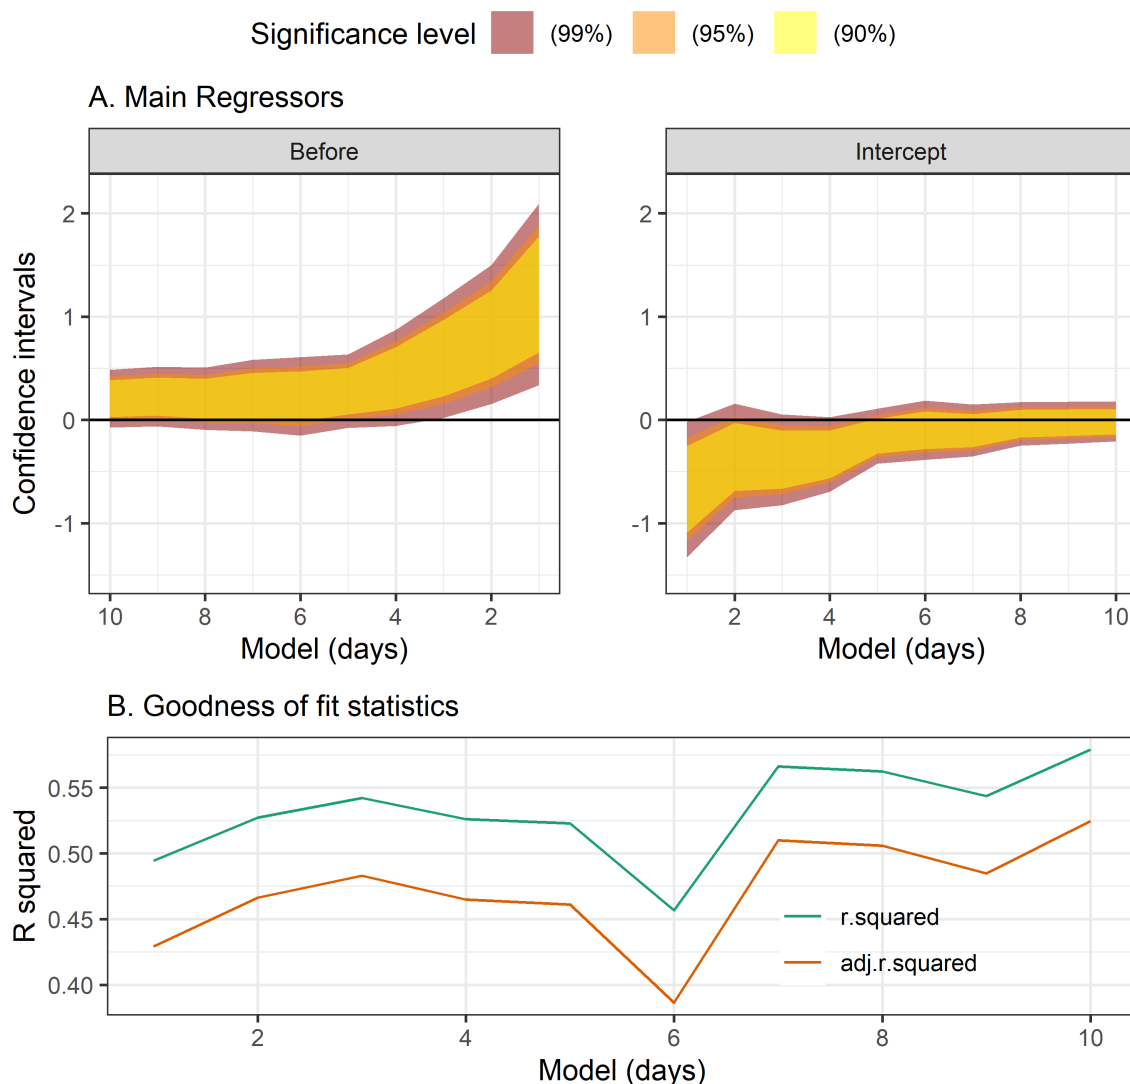 Significance level (99%) (95%) (90%)
A. Main Regressors
Before Intercept
Confidence intervals
2
1
0
-1
2
1
0
-1
10 8 6 4 2
2 4 6 8 10
Model (days) Model (days)
B. Goodness of fit statistics
R squared
0.55
0.50
0.45
0.40
r.squared
adj.r.squared
2 4 6 8 10
Model (days)